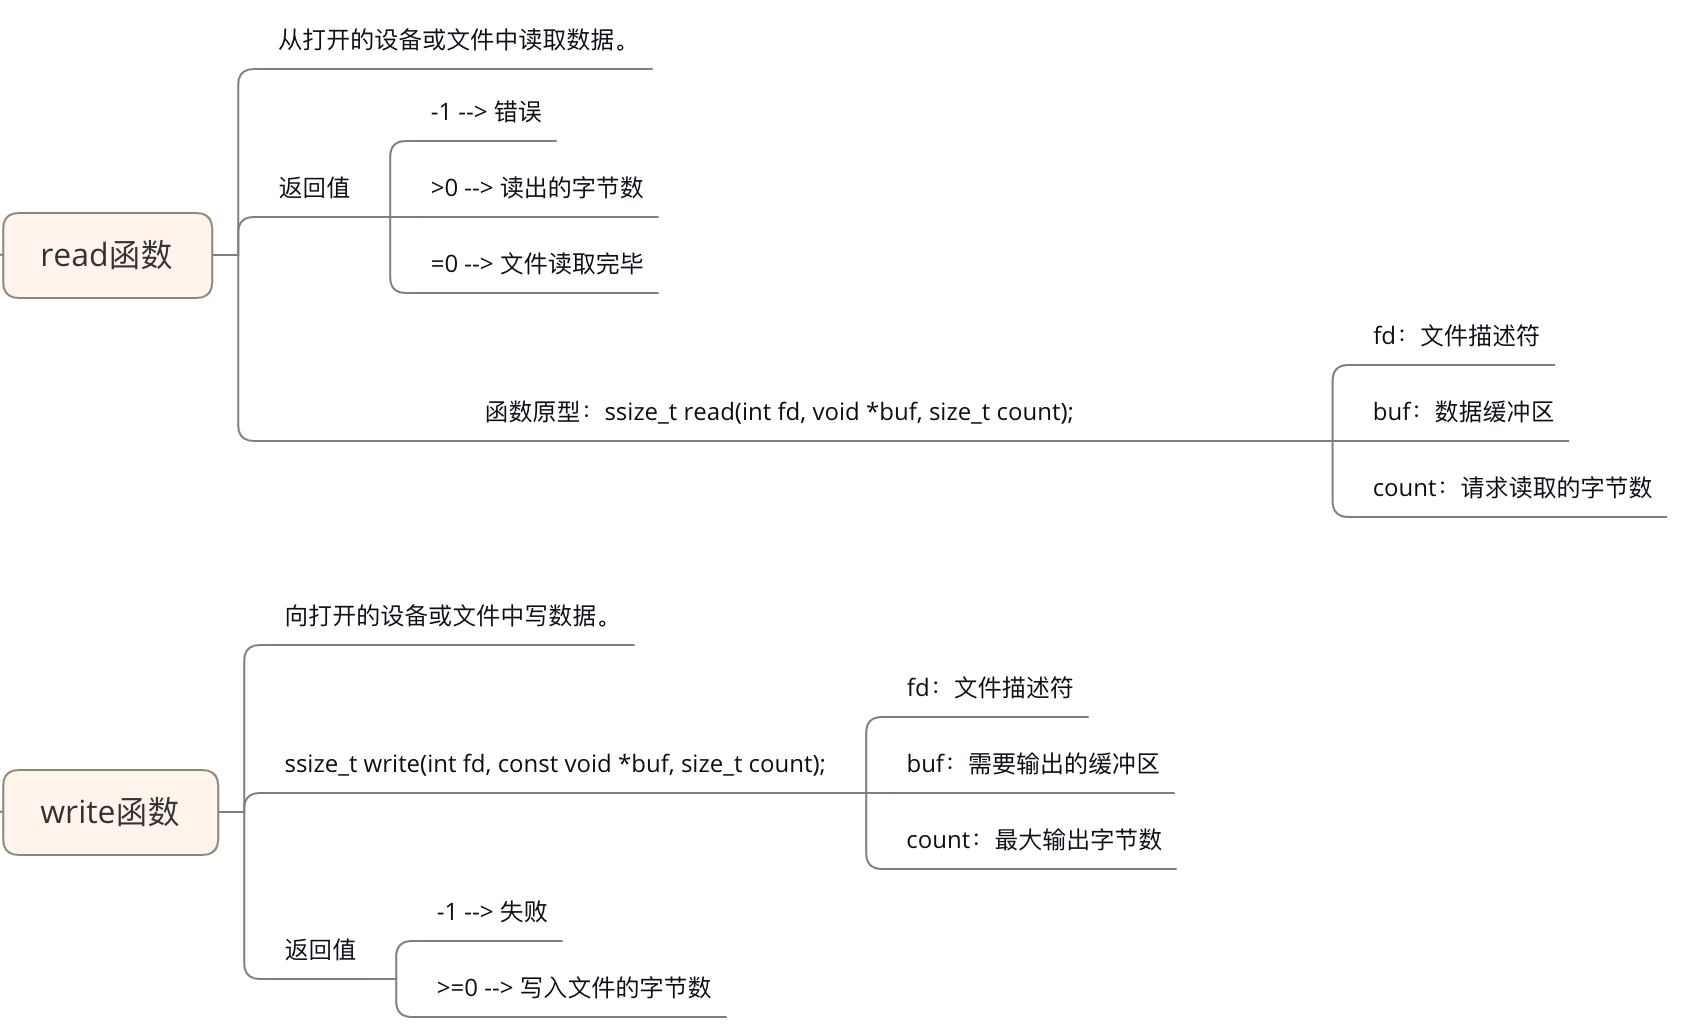 从打开的设备或文件中读取数据。
-1 --> 错误
返回值
>0 --> 读出的字节数
read函数
=0 --> 文件读取完毕
fd：文件描述符
函数原型：ssize_t read(int fd, void *buf, size_t count);
buf：数据缓冲区
count：请求读取的字节数
向打开的设备或文件中写数据。
fd：文件描述符
ssize_t write(int fd, const void *buf, size_t count);
buf：需要输出的缓冲区
write函数
count：最大输出字节数
-1 --> 失败
返回值
>=0 --> 写入文件的字节数